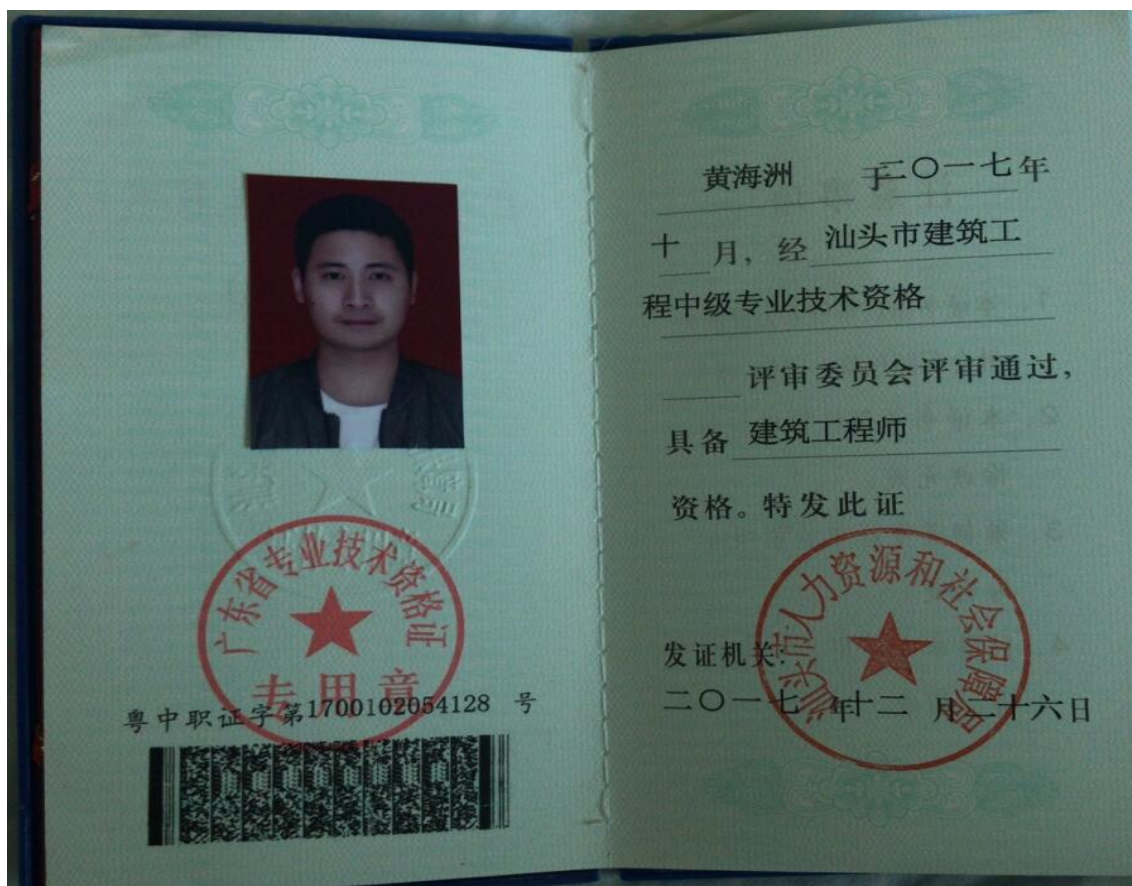 广东省专业技术资格证
专用章
粤中职证字第1700102054128 号
黄海洲 于二〇一七年
十 月，经 汕头市建筑工
程中级专业技术资格
评审委员会评审通过，
具备 建筑工程师
资格。特发此证
汕头市人力资源和社会保障局
发证机关：
二〇一七 年十二 月二十六日